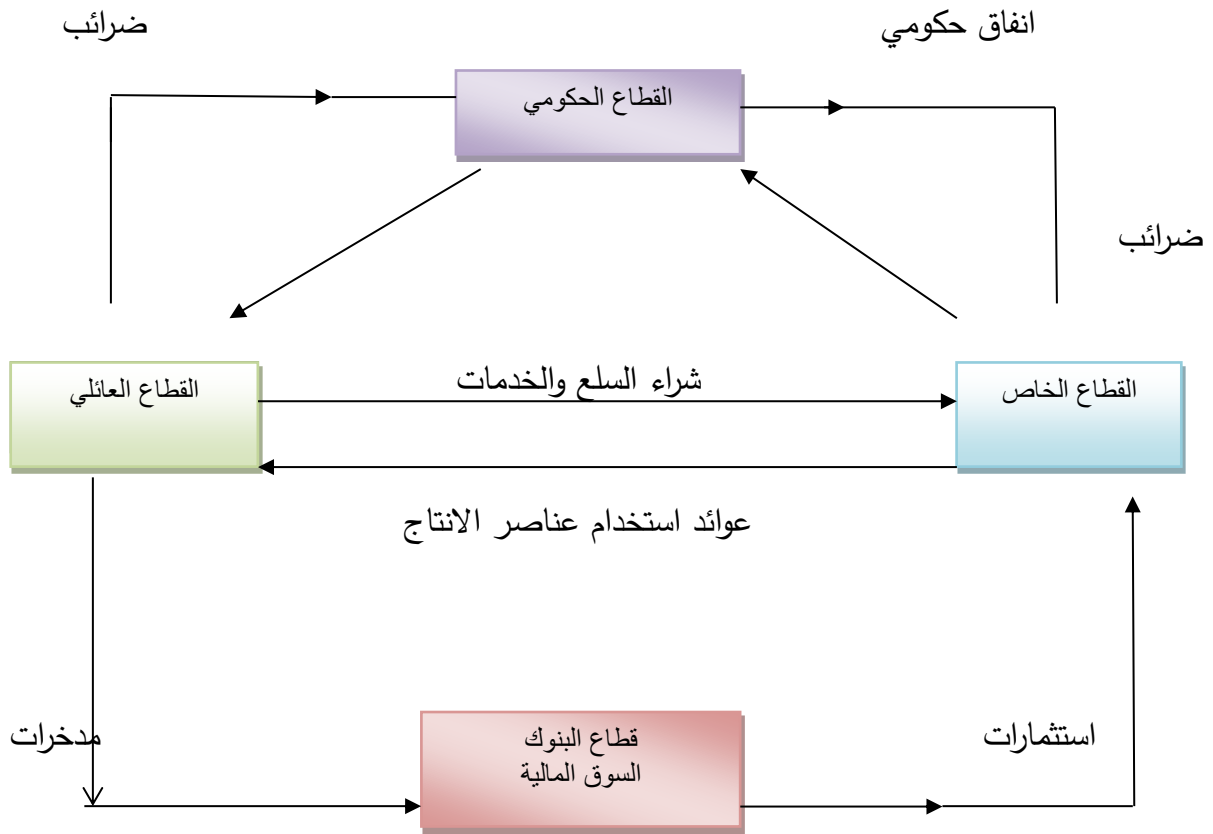 ضرائب
انفاق حكومي
القطاع الحكومي
ضرائب
القطاع الخاص
شراء السلع والخدمات
القطاع العائلي
عوائد استخدام عناصر الانتاج
استثمارات
قطاع البنوك
السوق المالية
مدخرات